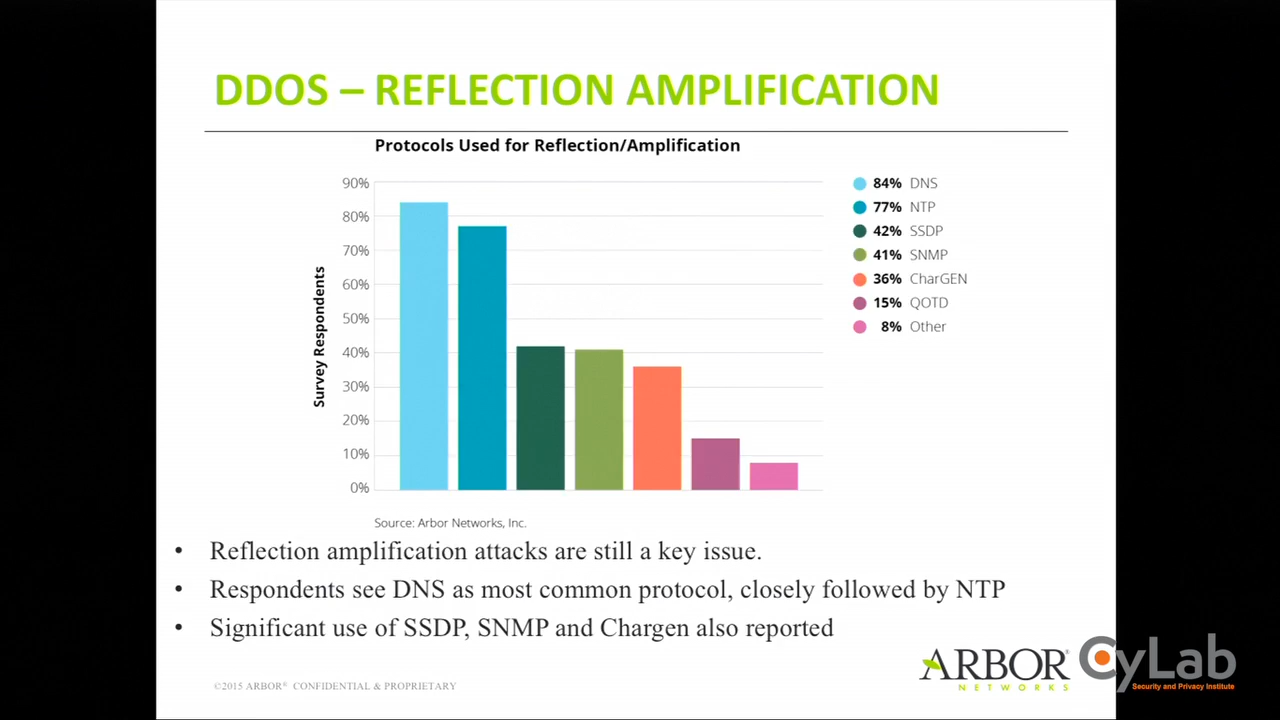 DDOS – REFLECTION AMPLIFICATION
Protocols Used for Reflection/Amplification
Survey Respondents
90%
80%
70%
60%
50%
40%
30%
20%
10%
0%
84% DNS
77% NTP
42% SSDP
41% SNMP
36% CharGEN
15% QOTD
8% Other
Source: Arbor Networks, Inc.
• Reflection amplification attacks are still a key issue.
• Respondents see DNS as most common protocol, closely followed by NTP
• Significant use of SSDP, SNMP and Chargen also reported
©2015 ARBOR® CONFIDENTIAL & PROPRIETARY
ARBOR®
NETWORKS
CyLab
Security and Privacy Institute